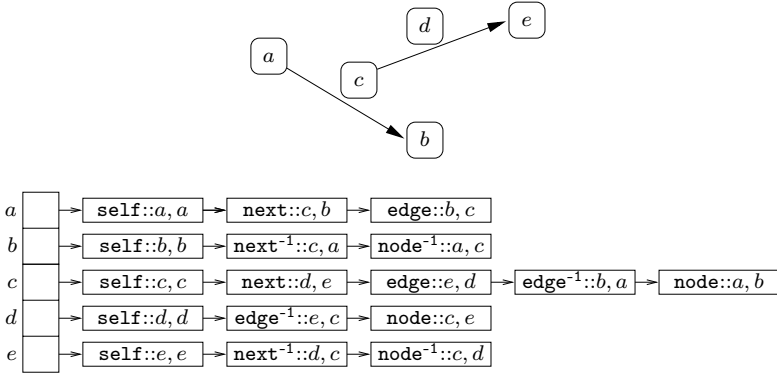 d
e
a
c
b
a self::a, a next::c, b edge::b, c
b self::b, b next⁻¹::c, a node⁻¹::a, c
c self::c, c next::d, e edge::e, d edge⁻¹::b, a node::a, b
d self::d, d edge⁻¹::e, c node::c, e
e self::e, e next⁻¹::d, c node⁻¹::c, d